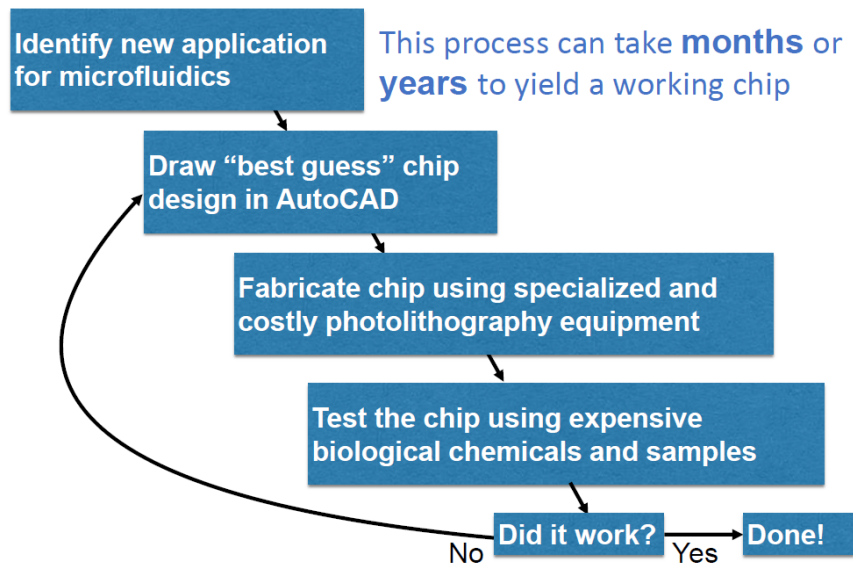 Identify new application
for microfluidics
This process can take months or
years to yield a working chip
Draw “best guess” chip
design in AutoCAD
Fabricate chip using specialized and
costly photolithography equipment
Test the chip using expensive
biological chemicals and samples
Did it work?
No
Yes
Done!